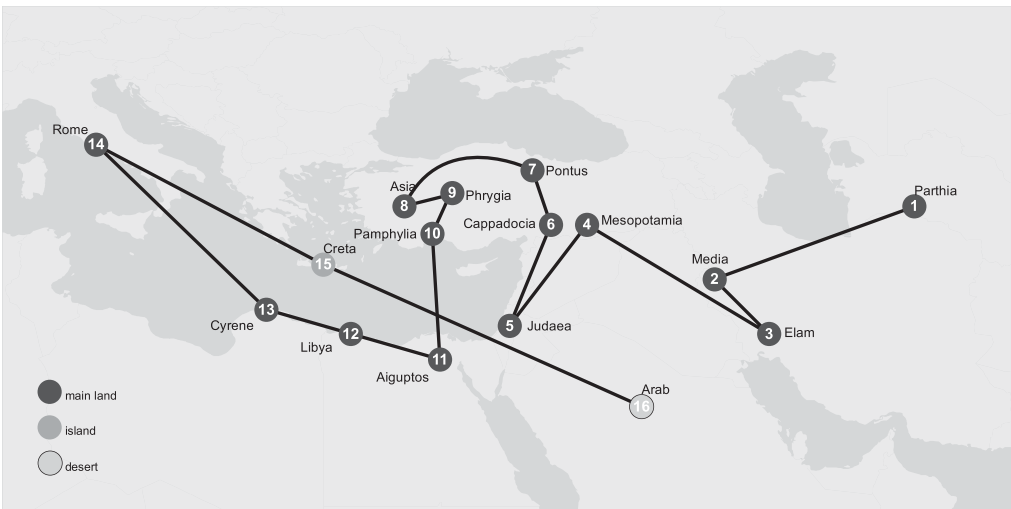 Parthia
1
Media
2
Elam
3
Mesopotamia
4
Judaea
5
Cappadocia
6
Pontus
7
Asia
8
Phrygia
9
Pamphylia
10
Aiguptos
11
Libya
12
Cyrene
13
Rome
14
Creta
15
Arab
16
main land
island
desert